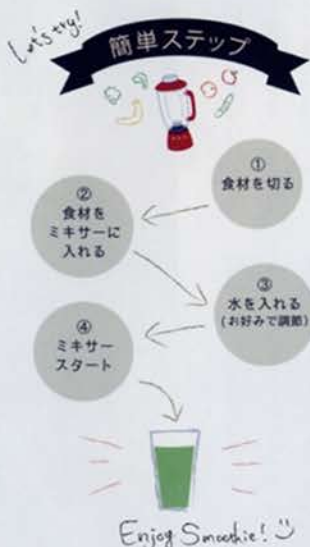 Let's try!
簡単ステップ
①
食材を切る
②
食材を
ミキサーに
入れる
③
水を入れる
(お好みで調節)
④
ミキサー
スタート
Enjoy Smoothie!